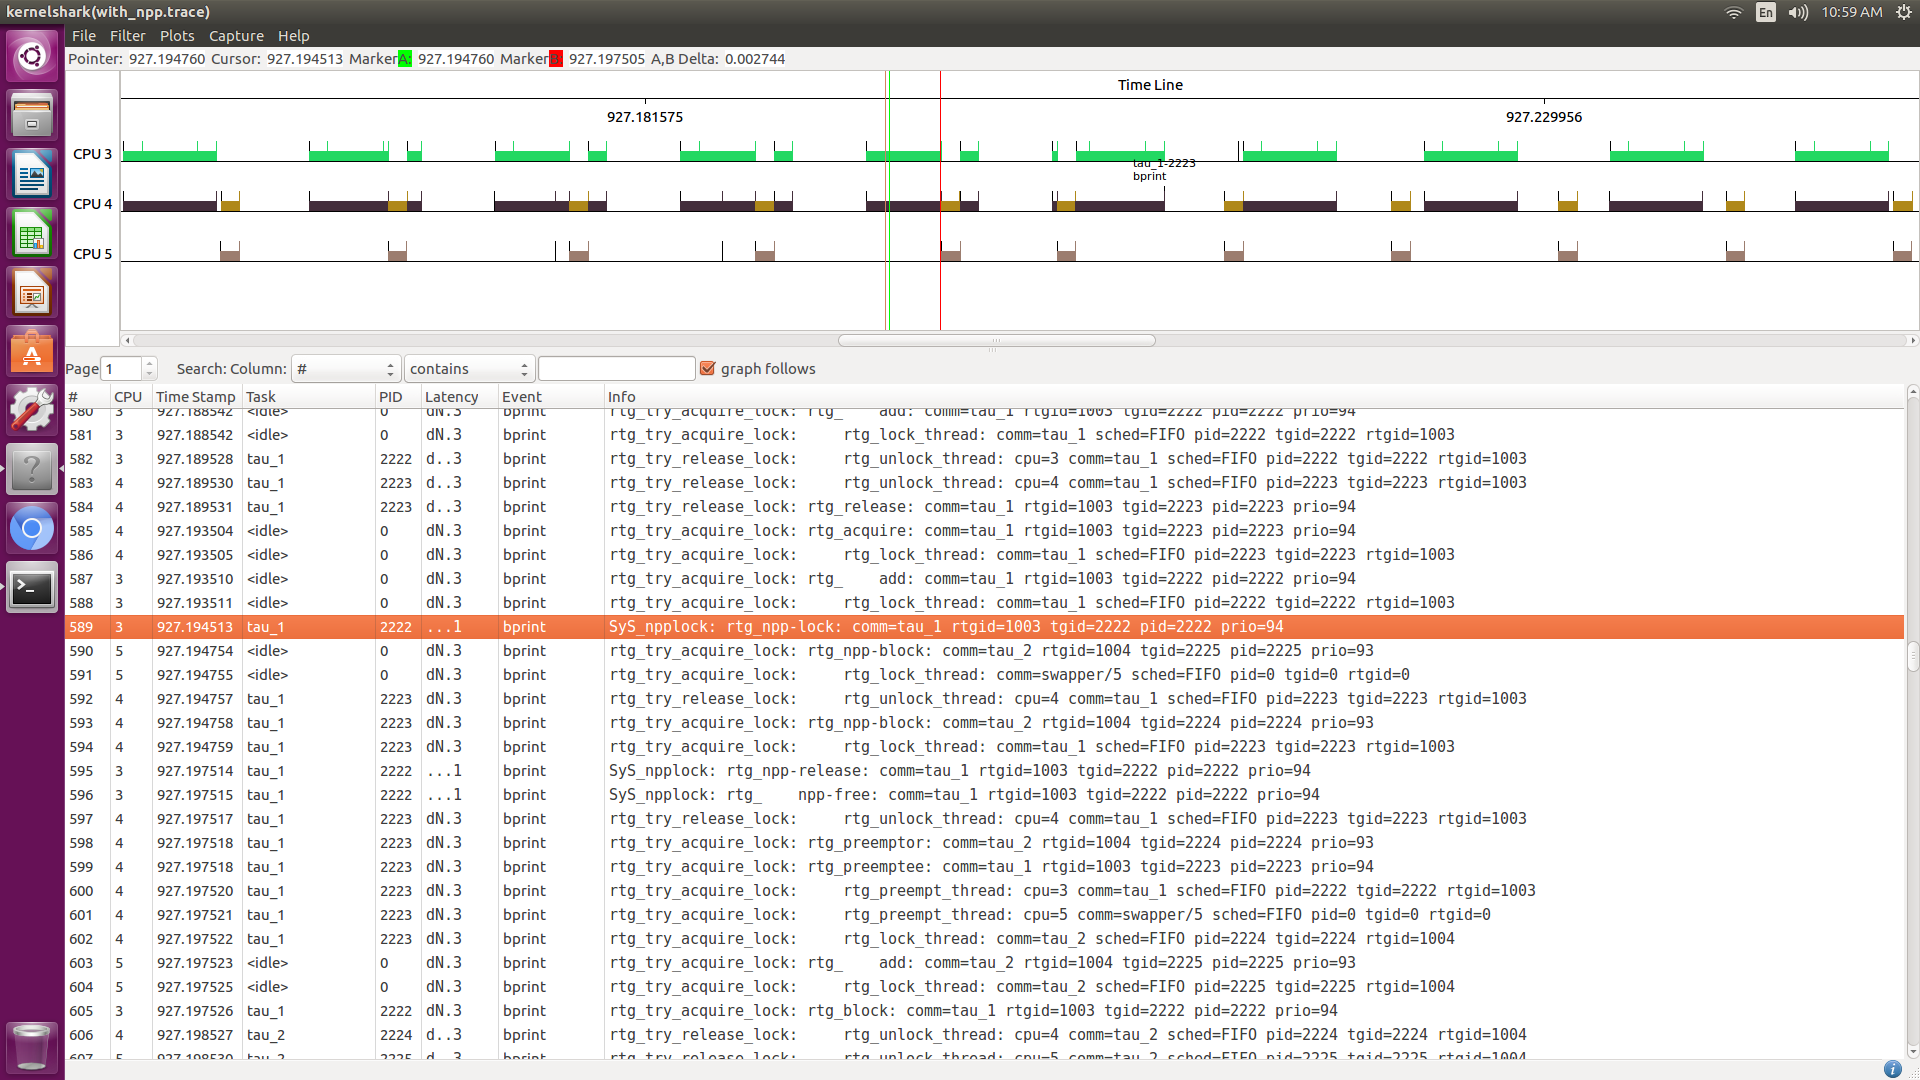 kernelshark(with_npp.trace)
En
10:59 AM
File Filter Plots Capture Help
Pointer: 927.194760 Cursor: 927.194513 MarkerA: 927.194760 Marker 927.197505 A,B Delta: 0.002744
Time Line
927.181575 927.229956
CPU 3
tau_1-2223
bprint
CPU 4
CPU 5
Page 1 Search: Column: # contains graph follows
# CPU Time Stamp Task PID Latency Event Info
580 3 927.188542 <idle> 0 dN.3 bprint rtg_try_acquire_lock: rtg_ add: comm=tau_1 rtgid=1003 tgid=2222 pid=2222 prio=94
581 3 927.188542 <idle> 0 dN.3 bprint rtg_try_acquire_lock: rtg_lock_thread: comm=tau_1 sched=FIFO pid=2222 tgid=2222 rtgid=1003
582 3 927.189528 tau_1 2222 d..3 bprint rtg_try_release_lock: rtg_unlock_thread: cpu=3 comm=tau_1 sched=FIFO pid=2222 tgid=2222 rtgid=1003
583 4 927.189530 tau_1 2223 d..3 bprint rtg_try_release_lock: rtg_unlock_thread: cpu=4 comm=tau_1 sched=FIFO pid=2223 tgid=2223 rtgid=1003
584 4 927.189531 tau_1 2223 d..3 bprint rtg_try_release_lock: rtg_release: comm=tau_1 rtgid=1003 tgid=2223 pid=2223 prio=94
585 4 927.193504 <idle> 0 dN.3 bprint rtg_try_acquire_lock: rtg_acquire: comm=tau_1 rtgid=1003 tgid=2223 pid=2223 prio=94
586 4 927.193505 <idle> 0 dN.3 bprint rtg_try_acquire_lock: rtg_lock_thread: comm=tau_1 sched=FIFO pid=2223 tgid=2223 rtgid=1003
587 3 927.193510 <idle> 0 dN.3 bprint rtg_try_acquire_lock: rtg_ add: comm=tau_1 rtgid=1003 tgid=2222 pid=2222 prio=94
588 3 927.193511 <idle> 0 dN.3 bprint rtg_try_acquire_lock: rtg_lock_thread: comm=tau_1 sched=FIFO pid=2222 tgid=2222 rtgid=1003
589 3 927.194513 tau_1 2222 ...1 bprint SyS_npplock: rtg_npp-lock: comm=tau_1 rtgid=1003 tgid=2222 pid=2222 prio=94
590 5 927.194754 <idle> 0 dN.3 bprint rtg_try_acquire_lock: rtg_npp-block: comm=tau_2 rtgid=1004 tgid=2225 pid=2225 prio=93
591 5 927.194755 <idle> 0 dN.3 bprint rtg_try_acquire_lock: rtg_lock_thread: comm=swapper/5 sched=FIFO pid=0 tgid=0 rtgid=0
592 4 927.194757 tau_1 2223 dN.3 bprint rtg_try_release_lock: rtg_unlock_thread: cpu=4 comm=tau_1 sched=FIFO pid=2223 tgid=2223 rtgid=1003
593 4 927.194758 tau_1 2223 dN.3 bprint rtg_try_acquire_lock: rtg_npp-block: comm=tau_2 rtgid=1004 tgid=2224 pid=2224 prio=93
594 4 927.194759 tau_1 2223 dN.3 bprint rtg_try_acquire_lock: rtg_lock_thread: comm=tau_1 sched=FIFO pid=2223 tgid=2223 rtgid=1003
595 3 927.197514 tau_1 2222 ...1 bprint SyS_npplock: rtg_npp-release: comm=tau_1 rtgid=1003 tgid=2222 pid=2222 prio=94
596 3 927.197515 tau_1 2222 ...1 bprint SyS_npplock: rtg_ npp-free: comm=tau_1 rtgid=1003 tgid=2222 pid=2222 prio=94
597 4 927.197517 tau_1 2223 dN.3 bprint rtg_try_release_lock: rtg_unlock_thread: cpu=4 comm=tau_1 sched=FIFO pid=2223 tgid=2223 rtgid=1003
598 4 927.197518 tau_1 2223 dN.3 bprint rtg_try_acquire_lock: rtg_preemptor: comm=tau_2 rtgid=1004 tgid=2224 pid=2224 prio=93
599 4 927.197518 tau_1 2223 dN.3 bprint rtg_try_acquire_lock: rtg_preemptee: comm=tau_1 rtgid=1003 tgid=2223 pid=2223 prio=94
600 4 927.197520 tau_1 2223 dN.3 bprint rtg_try_acquire_lock: rtg_preempt_thread: cpu=3 comm=tau_1 sched=FIFO pid=2222 tgid=2222 rtgid=1003
601 4 927.197521 tau_1 2223 dN.3 bprint rtg_try_acquire_lock: rtg_preempt_thread: cpu=5 comm=swapper/5 sched=FIFO pid=0 tgid=0 rtgid=0
602 4 927.197522 tau_1 2223 dN.3 bprint rtg_try_acquire_lock: rtg_lock_thread: comm=tau_2 sched=FIFO pid=2224 tgid=2224 rtgid=1004
603 5 927.197523 <idle> 0 dN.3 bprint rtg_try_acquire_lock: rtg_ add: comm=tau_2 rtgid=1004 tgid=2225 pid=2225 prio=93
604 5 927.197525 <idle> 0 dN.3 bprint rtg_try_acquire_lock: rtg_lock_thread: comm=tau_2 sched=FIFO pid=2225 tgid=2225 rtgid=1004
605 3 927.197526 tau_1 2222 dN.3 bprint rtg_try_acquire_lock: rtg_block: comm=tau_1 rtgid=1003 tgid=2222 pid=2222 prio=94
606 4 927.198527 tau_2 2224 d..3 bprint rtg_try_release_lock: rtg_unlock_thread: cpu=4 comm=tau_2 sched=FIFO pid=2224 tgid=2224 rtgid=1004
607 5 927.198530 tau_2 2225 d..3 bprint rtg_try_release_lock: rtg_unlock_thread: cpu=5 comm=tau_2 sched=FIFO pid=2225 tgid=2225 rtgid=1004